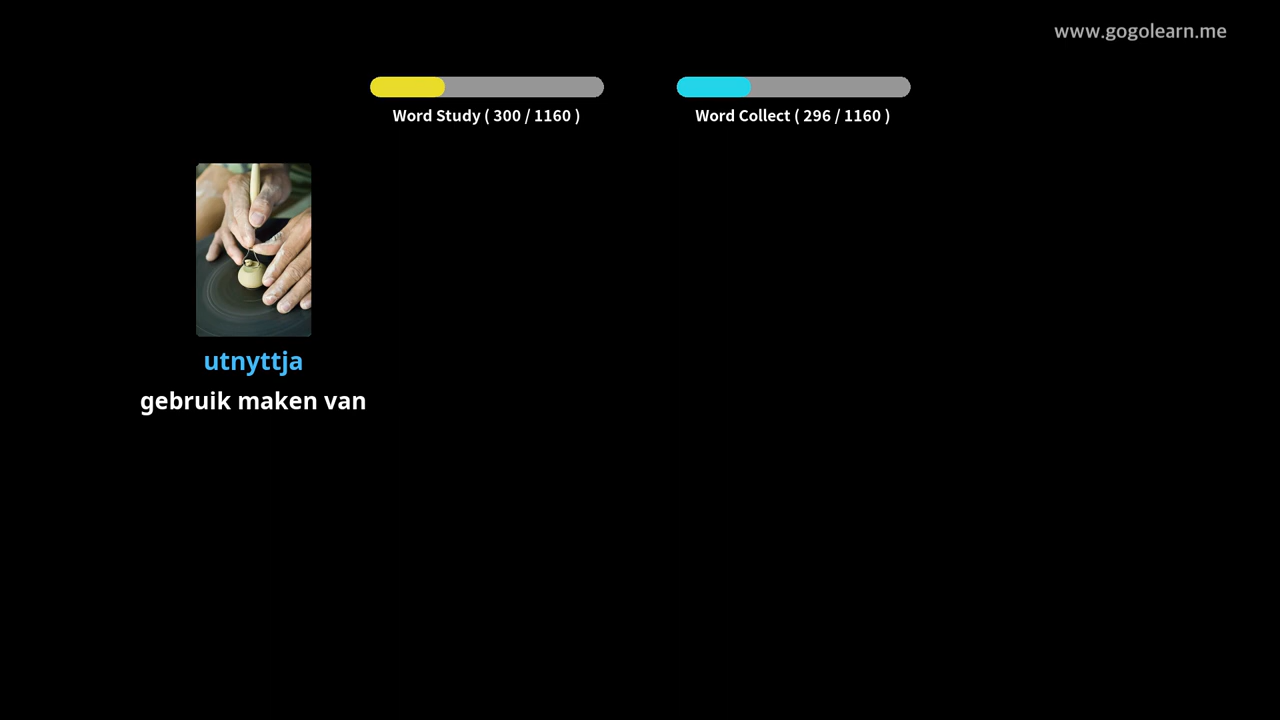 www.gogolearn.me
Word Study ( 300 / 1160 )
Word Collect ( 296 / 1160 )
utnyttja
gebruik maken van